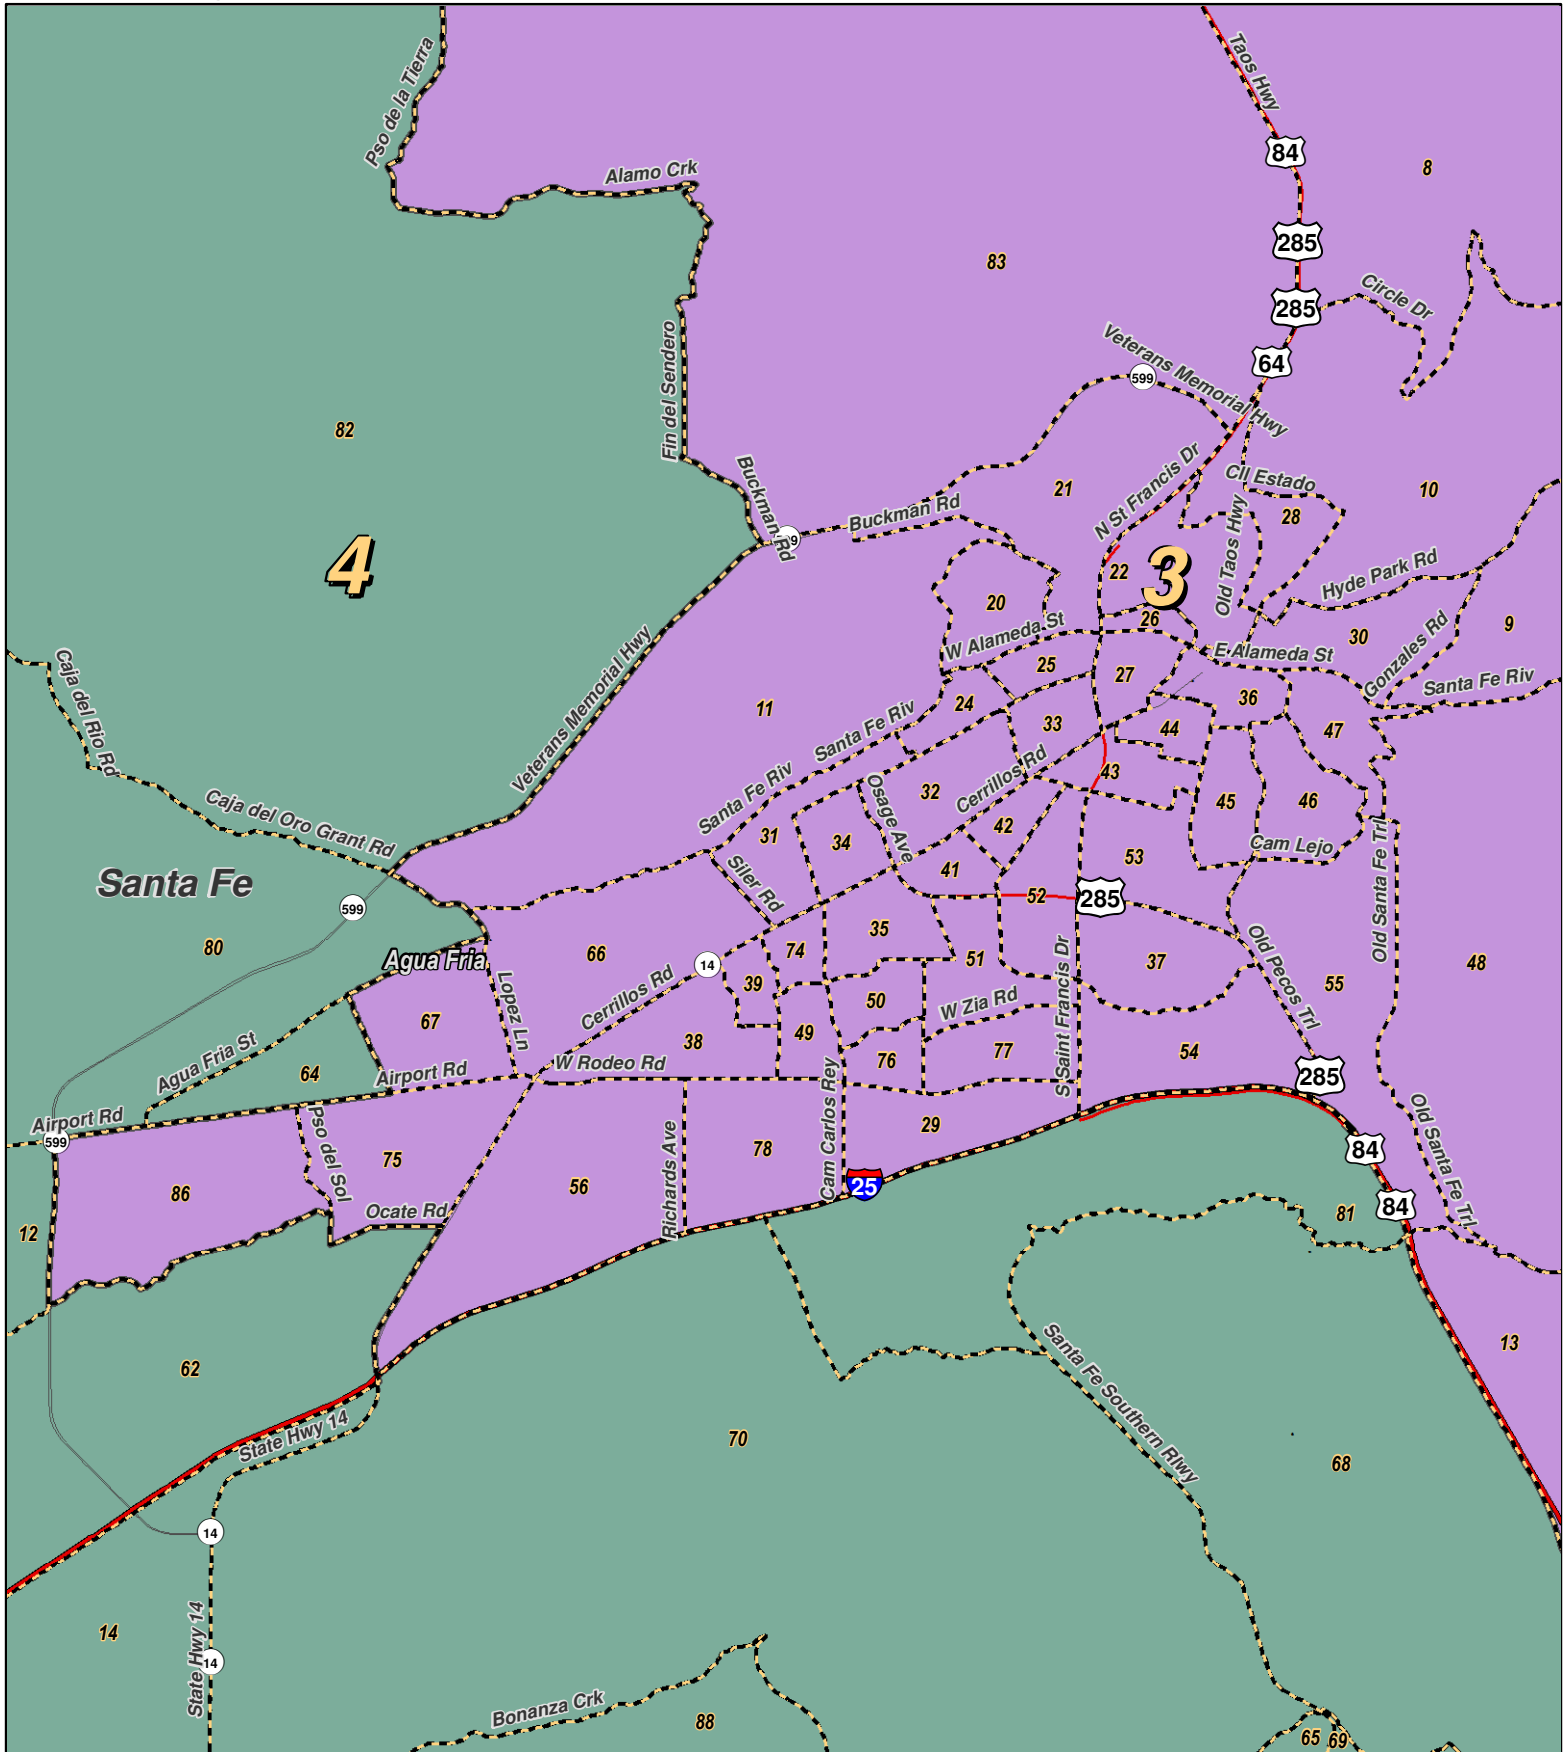 Taos Hwy
Pso de la Tierra
84
8
Alamo Crk
285
83
Circle Dr
285
Fin del Sendero
Veterans Memorial Hwy
64
599
82
Buckman Rd
N St Francis Dr
Cll Estado
21
10
Buckman Rd
28
Old Taos Hwy
4
3
22
Hyde Park Rd
20
26
9
W Alameda St
30
Gonzales Rd
E Alameda St
Caja del Rio Rd
Veterans Memorial Hwy
25
27
Santa Fe Riv
36
24
11
Santa Fe Riv
33
44
47
43
Cerrillos Rd
Santa Fe Riv
Osage Ave
32
45
46
Caja del Oro Grant Rd
42
31
34
Cam Lejo
Old Santa Fe Trl
53
41
Siler Rd
Santa Fe
52
285
599
35
80
66
74
Agua Fria
51
37
Old Pecos Trl
48
14
39
55
50
Lopez Ln
Cerrillos Rd
W Zia Rd
67
49
38
S Saint Francis Dr
77
54
76
W Rodeo Rd
Agua Fria St
64
Airport Rd
Cam Carlos Rey
285
Airport Rd
599
29
Old Santa Fe Trl
78
84
75
Pso del Sol
Richards Ave
56
86
25
84
Ocate Rd
81
12
13
62
Santa Fe Southern Rlwy
State Hwy 14
70
68
14
14
State Hwy 14
14
Bonanza Crk
88
65
69